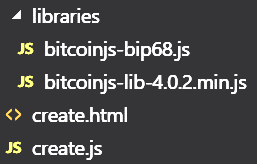 libraries
JS bitcoinjs-bip68.js
JS bitcoinjs-lib-4.0.2.min.js
<> create.html
JS create.js